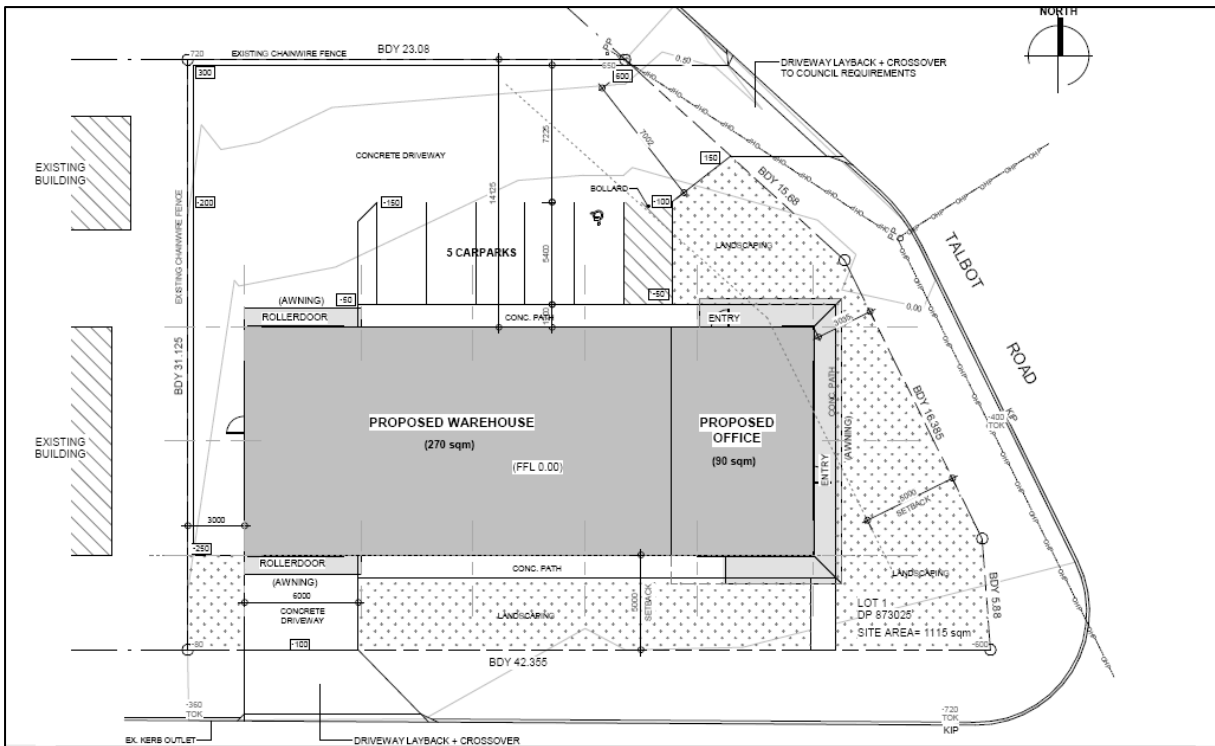 NORTH
-720
EXISTING CHAINWIRE FENCE
BDY 23.08
P.P
-550
0.50
DRIVEWAY LAYBACK + CROSSOVER
TO COUNCIL REQUIREMENTS
300
600
OHP
7225
7002
EXISTING
BUILDING
CONCRETE DRIVEWAY
150
BDY 15.68
14125
-200
-150
BOLLARD
-100
EXISTING CHAINWIRE FENCE
LANDSCAPING
P.P
TALBOT
ROAD
5 CARPARKS
5400
-50
-50
(AWNING)
ROLLERDOOR
CONC. PATH
ENTRY
3035
0.00
BDY 31.125
PROPOSED WAREHOUSE
(270 sqm)
PROPOSED
OFFICE
(90 sqm)
(FFL 0.00)
CONC. PATH
(AWNING)
ENTRY
BDY 16.385
-400
TOK
KIP
EXISTING
BUILDING
3000
5000
SETBACK
-250
ROLLERDOOR
(AWNING)
CONC. PATH
6000
CONCRETE
DRIVEWAY
LANDSCAPING
5000*
SETBACK
LANDSCAPING
LOT 1
DP 873025
SITE AREA= 1115 sqm
BDY 5.88
-80
-100
-600
BDY 42.355
-360
TOK
-720
TOK
KIP
EX. KERB OUTLET
DRIVEWAY LAYBACK + CROSSOVER